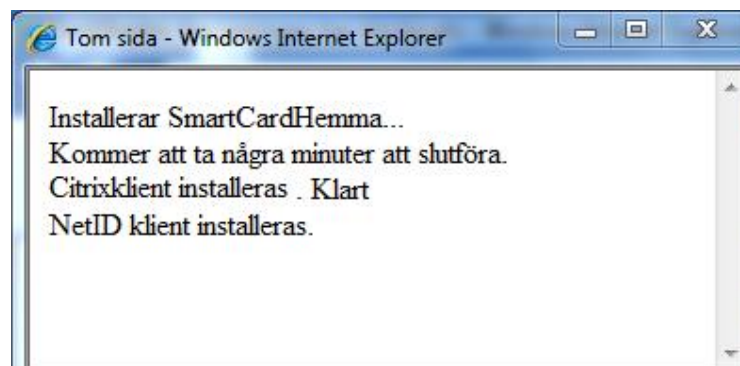 Tom sida - Windows Internet Explorer
Installerar SmartCardHemma...
Kommer att ta några minuter att slutföra.
Citrixklient installeras . Klart
NetID klient installeras.